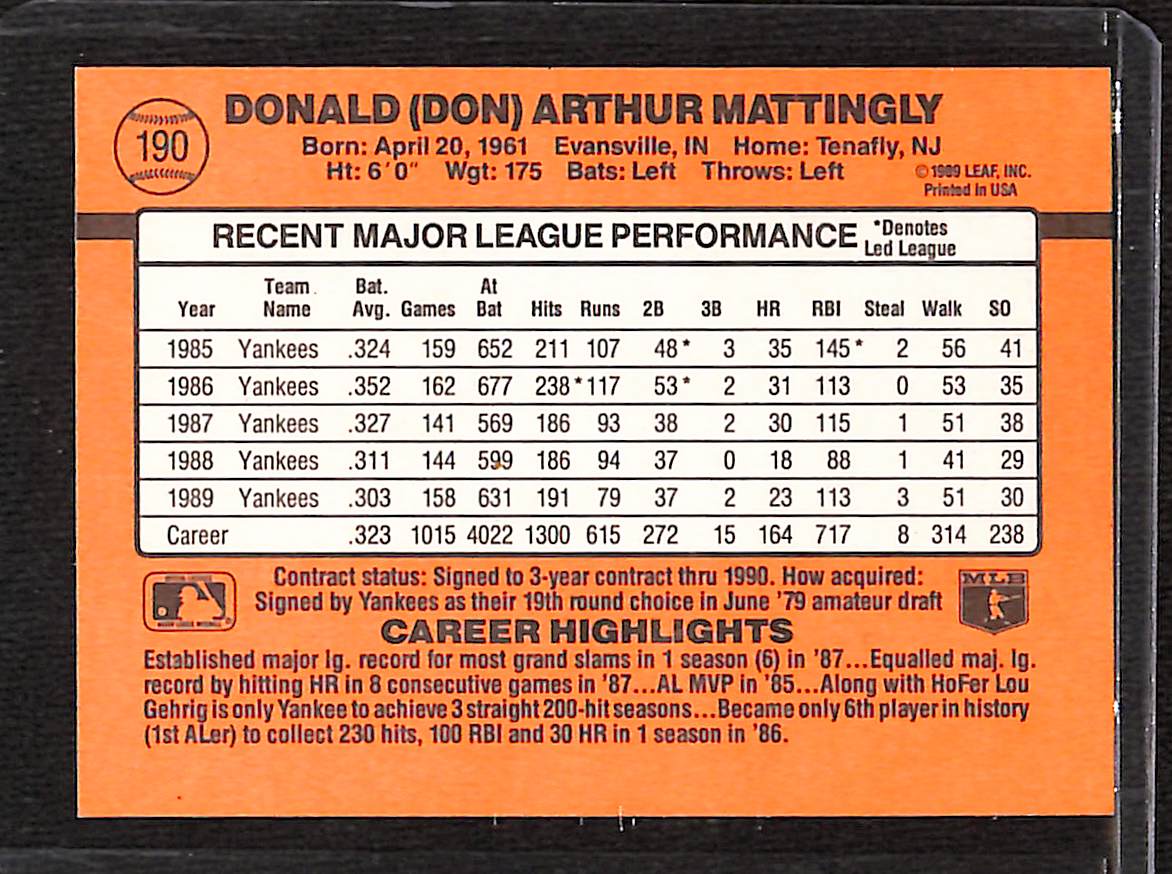 190
DONALD (DON) ARTHUR MATTINGLY
Born: April 20, 1961 Evansville, IN Home: Tenafly, NJ
Ht: 6'0" Wgt: 175 Bats: Left Throws: Left
©1989 LEAF, INC.
Printed in USA
RECENT MAJOR LEAGUE PERFORMANCE *Denotes
Led League
Year Team Name Bat. Avg. Games At Bat Hits Runs 2B 3B HR RBI Steal Walk SO
1985 Yankees .324 159 652 211 107 48* 3 35 145* 2 56 41
1986 Yankees .352 162 677 238* 117 53* 2 31 113 0 53 35
1987 Yankees .327 141 569 186 93 38 2 30 115 1 51 38
1988 Yankees .311 144 599 186 94 37 0 18 88 1 41 29
1989 Yankees .303 158 631 191 79 37 2 23 113 3 51 30
Career .323 1015 4022 1300 615 272 15 164 717 8 314 238
Contract status: Signed to 3-year contract thru 1990. How acquired:
Signed by Yankees as their 19th round choice in June '79 amateur draft
MLB
CAREER HIGHLIGHTS
Established major lg. record for most grand slams in 1 season (6) in '87...Equalled maj. lg.
record by hitting HR in 8 consecutive games in '87...AL MVP in '85...Along with HoFer Lou
Gehrig is only Yankee to achieve 3 straight 200-hit seasons...Became only 6th player in history
(1st ALer) to collect 230 hits, 100 RBI and 30 HR in 1 season in '86.